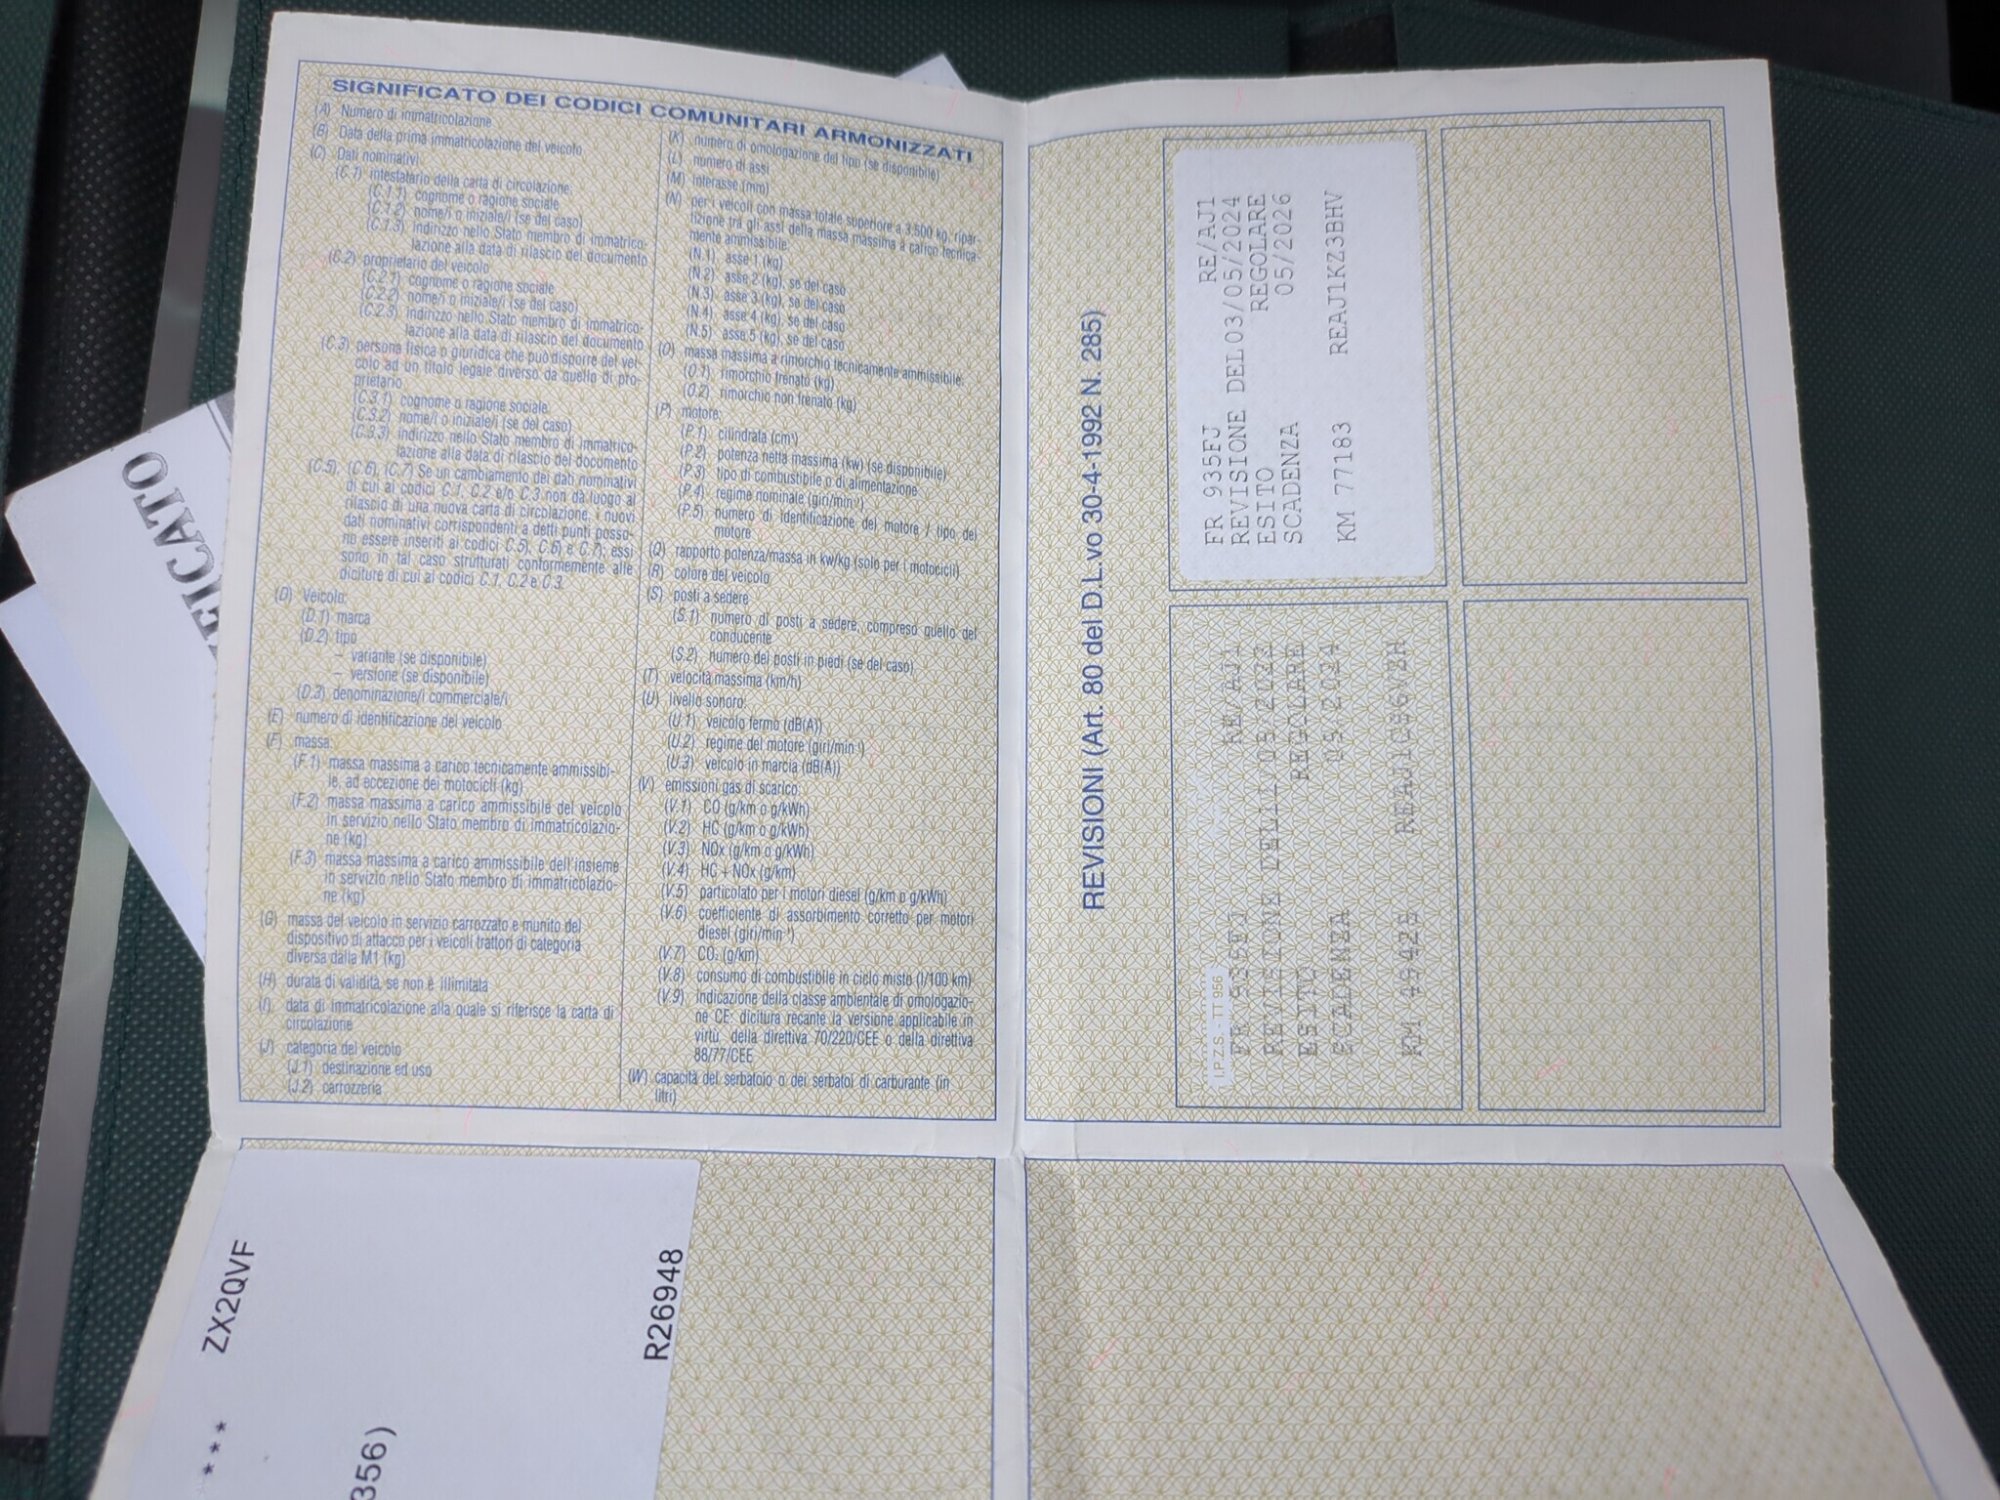 SIGNIFICATO DEI CODICI COMUNITARI ARMONIZZATI
(A) Numero di immatricolazione
(B) Data della prima immatricolazione del veicolo
(C) Dati nominativi
(C.1) intestatario della carta di circolazione:
(C.1.1) cognome o ragione sociale
(C.1.2) nome/i o iniziale/i (se del caso)
(C.1.3) indirizzo nello Stato membro di immatrico-
lazione alla data di rilascio del documento
(C.2) proprietario del veicolo
(C.2.1) cognome o ragione sociale
(C.2.2) nome/i o iniziale/i (se del caso)
(C.2.3) indirizzo nello Stato membro di immatrico-
lazione alla data di rilascio del documento
(C.3) persona fisica o giuridica che può disporre del vei-
colo ad un titolo legale diverso da quello di pro-
prietario
(C.3.1) cognome o ragione sociale
(C.3.2) nome/i o iniziale/i (se del caso)
(C.3.3) indirizzo nello Stato membro di immatrico-
lazione alla data di rilascio del documento
(C.5), (C.6), (C.7) Se un cambiamento dei dati nominativi
di cui ai codici C.1, C.2 e/o C.3 non dà luogo al
rilascio di una nuova carta di circolazione, i nuovi
dati nominativi corrispondenti a detti punti posso-
no essere inseriti ai codici C.5), C.6) e C.7); essi
sono in tal caso strutturati conformemente alle
diciture di cui ai codici C.1, C.2 e C.3.
(D) Veicolo:
(D.1) marca
(D.2) tipo
– variante (se disponibile)
– versione (se disponibile)
(D.3) denominazione/i commerciale/i
(E) numero di identificazione del veicolo
(F) massa:
(F.1) massa massima a carico tecnicamente ammissibi-
le, ad eccezione dei motocicli (kg)
(F.2) massa massima a carico ammissibile del veicolo
in servizio nello Stato membro di immatricolazio-
ne (kg)
(F.3) massa massima a carico ammissibile dell'insieme
in servizio nello Stato membro di immatricolazio-
ne (kg)
(G) massa del veicolo in servizio carrozzato e munito del
dispositivo di attacco per i veicoli trattori di categoria
diversa dalla M1 (kg)
(H) durata di validità, se non è illimitata
(I) data di immatricolazione alla quale si riferisce la carta di
circolazione
(J) categoria del veicolo
(J.1) destinazione ed uso
(J.2) carrozzeria
(K) numero di omologazione del tipo (se disponibile)
(L) numero di assi
(M) interasse (mm)
(N) per i veicoli con massa totale superiore a 3.500 kg, ripar-
tizione tra gli assi della massa massima a carico tecnica-
mente ammissibile:
(N.1) asse 1 (kg)
(N.2) asse 2 (kg), se del caso
(N.3) asse 3 (kg), se del caso
(N.4) asse 4 (kg), se del caso
(N.5) asse 5 (kg), se del caso
(O) massa massima a rimorchio tecnicamente ammissibile:
(O.1) rimorchio frenato (kg)
(O.2) rimorchio non frenato (kg)
(P) motore:
(P.1) cilindrata (cm³)
(P.2) potenza netta massima (kw) (se disponibile)
(P.3) tipo di combustibile o di alimentazione
(P.4) regime nominale (giri/min⁻¹)
(P.5) numero di identificazione del motore / tipo del
motore
(Q) rapporto potenza/massa in kw/kg (solo per i motocicli)
(R) colore del veicolo
(S) posti a sedere
(S.1) numero di posti a sedere, compreso quello del
conducente
(S.2) numero dei posti in piedi (se del caso)
(T) velocità massima (km/h)
(U) livello sonoro:
(U.1) veicolo fermo (dB(A))
(U.2) regime del motore (giri/min⁻¹)
(U.3) veicolo in marcia (dB(A))
(V) emissioni gas di scarico:
(V.1) CO (g/km o g/kWh)
(V.2) HC (g/km o g/kWh)
(V.3) NOx (g/km o g/kWh)
(V.4) HC + NOx (g/km)
(V.5) particolato per i motori diesel (g/km o g/kWh)
(V.6) coefficiente di assorbimento corretto per motori
diesel (giri/min⁻¹)
(V.7) CO₂ (g/km)
(V.8) consumo di combustibile in ciclo misto (l/100 km)
(V.9) indicazione della classe ambientale di omologazio-
ne CE: dicitura recante la versione applicabile in
virtù della direttiva 70/220/CEE o della direttiva
88/77/CEE
(W) capacità del serbatoio o dei serbatoi di carburante (in
litri)
REVISIONI (Art. 80 del D.L.vo 30-4-1992 N. 285)
FR 935FJ RE/AJ1
REVISIONE DEL03/05/2024
ESITO REGOLARE
SCADENZA 05/2026
KM 77183 REAJ1KZ3BHV
I.P.Z.S. - TT 956
FR 935FJ RE/AJ1
REVISIONE DEL11/05/2022
ESITO REGOLARE
SCADENZA 05/2024
KM
ZX2QVF
****
356)
R26948